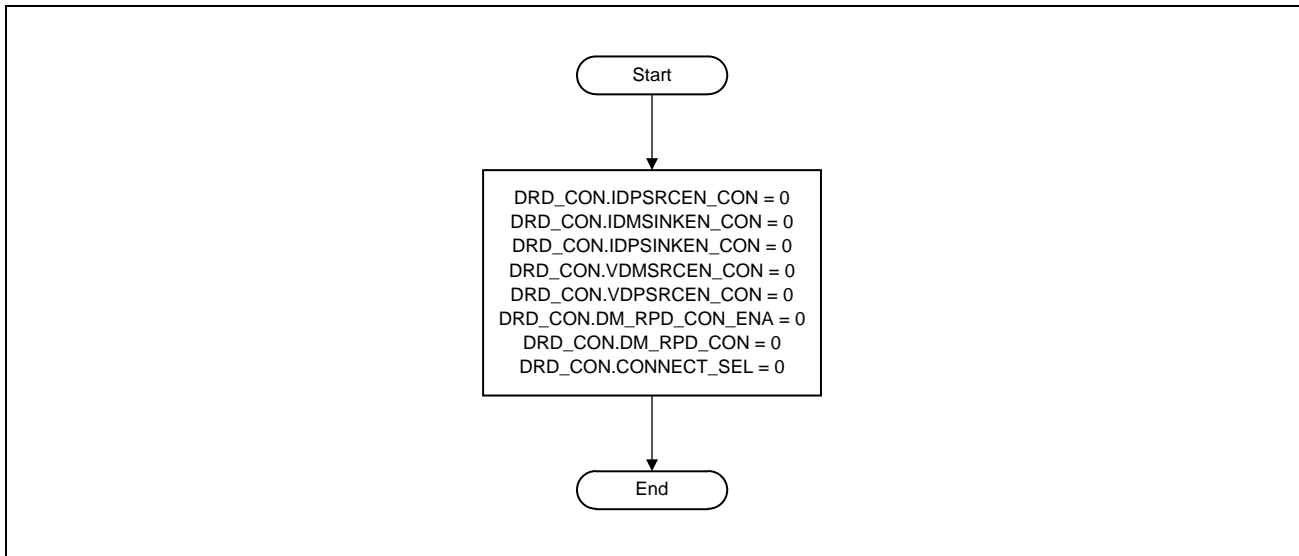 Start
DRD_CON.IDPSRCEN_CON = 0
DRD_CON.IDMSINKEN_CON = 0
DRD_CON.IDPSINKEN_CON = 0
DRD_CON.VDMSRCEN_CON = 0
DRD_CON.VDPSRCEN_CON = 0
DRD_CON.DM_RPD_CON_ENA = 0
DRD_CON.DM_RPD_CON = 0
DRD_CON.CONNECT_SEL = 0
End